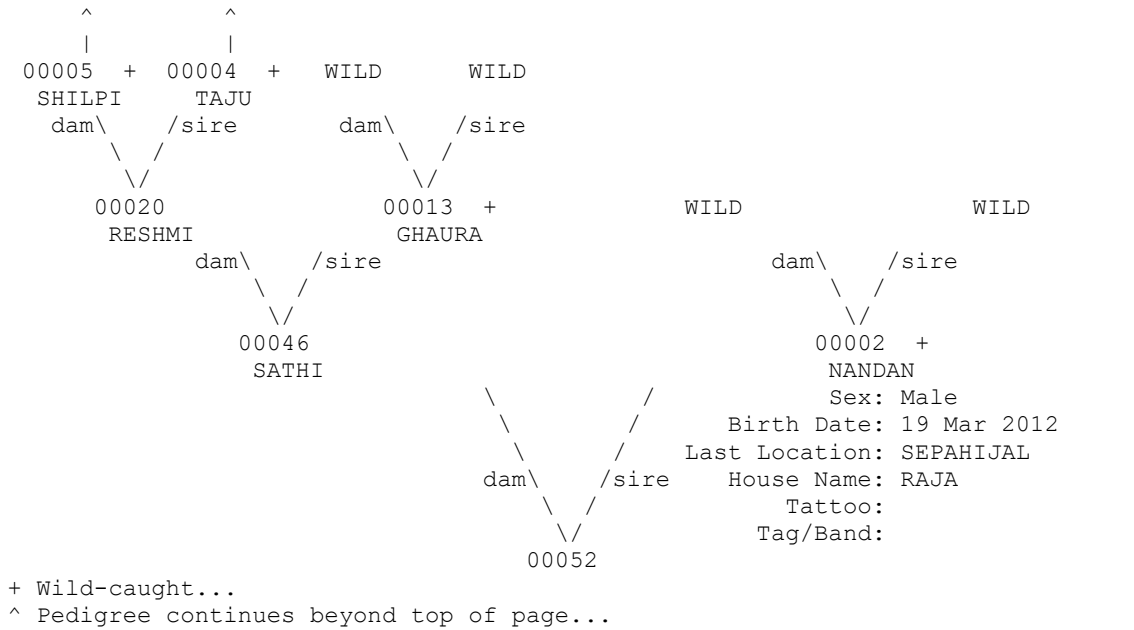 ^ ^
| |
00005 + 00004 + WILD WILD
SHILPI TAJU
dam\ /sire dam\ /sire
\ / \ /
\/ \/
00020 00013 + WILD WILD
RESHMI GHAURA
dam\ /sire dam\ /sire
\ / \ /
\/ \/
00046 00002 +
SATHI NANDAN
\ / Sex: Male
\ / Birth Date: 19 Mar 2012
\ / Last Location: SEPAHIJAL
dam\ /sire House Name: RAJA
\ / Tattoo:
\/ Tag/Band:
00052
+ Wild-caught...
^ Pedigree continues beyond top of page...